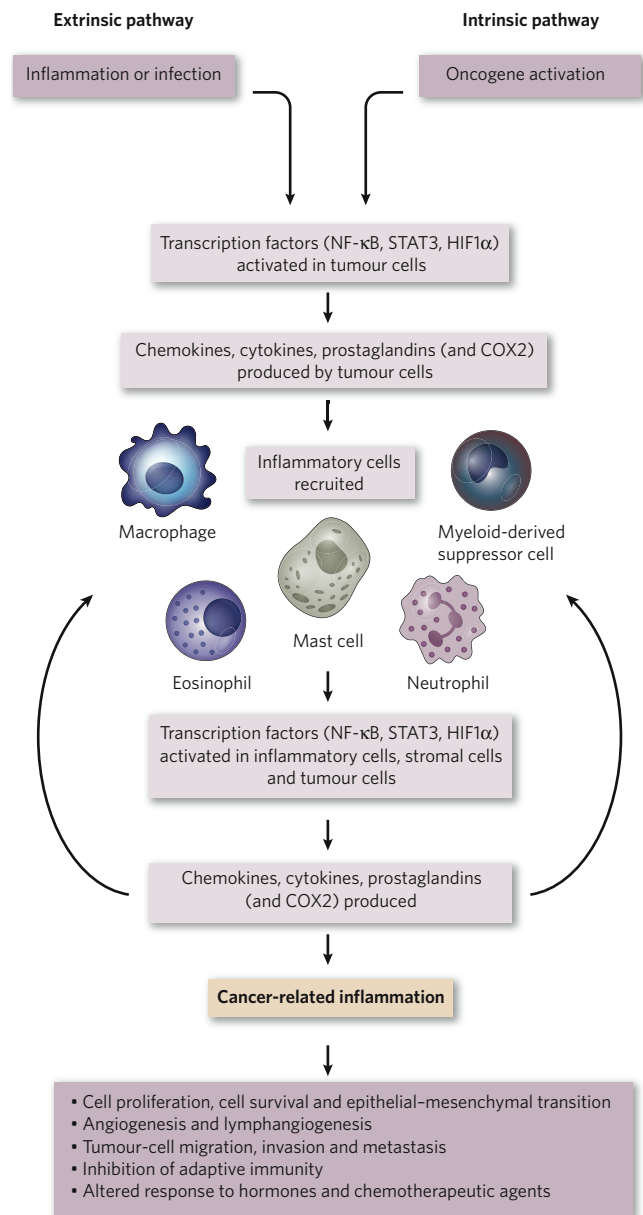 Extrinsic pathway
Intrinsic pathway
Inflammation or infection
Oncogene activation
Transcription factors (NF-κB, STAT3, HIF1α)
activated in tumour cells
Chemokines, cytokines, prostaglandins (and COX2)
produced by tumour cells
Inflammatory cells
recruited
Macrophage
Myeloid-derived
suppressor cell
Mast cell
Eosinophil
Neutrophil
Transcription factors (NF-κB, STAT3, HIF1α)
activated in inflammatory cells, stromal cells
and tumour cells
Chemokines, cytokines, prostaglandins
(and COX2) produced
Cancer-related inflammation
• Cell proliferation, cell survival and epithelial–mesenchymal transition
• Angiogenesis and lymphangiogenesis
• Tumour-cell migration, invasion and metastasis
• Inhibition of adaptive immunity
• Altered response to hormones and chemotherapeutic agents